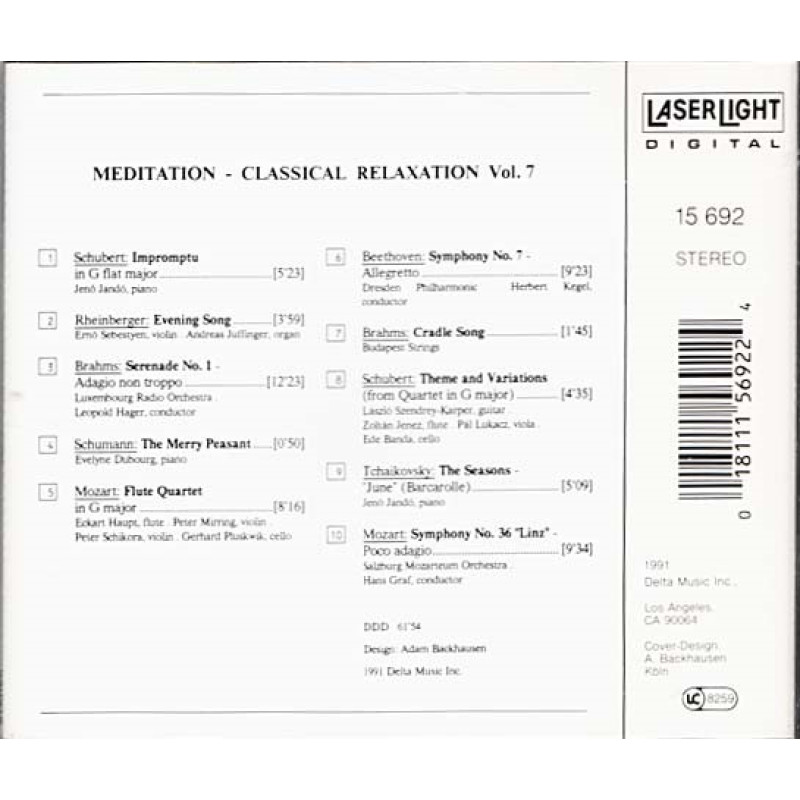 MEDITATION - CLASSICAL RELAXATION Vol. 7
1 Schubert: Impromptu
in G flat major [5'23]
Jenö Jandó, piano
2 Rheinberger: Evening Song [3'59]
Ernö Sebestyen, violin . Andreas Juffinger, organ
3 Brahms: Serenade No. 1 -
Adagio non troppo [12'23]
Luxembourg Radio Orchestra .
Leopold Hager, conductor
4 Schumann: The Merry Peasant [0'50]
Evelyne Dubourg, piano
5 Mozart: Flute Quartet
in G major [8'16]
Eckart Haupt, flute . Peter Mirring, violin .
Peter Schikora, violin . Gerhard Pluskwik, cello
6 Beethoven: Symphony No. 7 -
Allegretto [9'23]
Dresden Philharmonic Herbert Kegel,
conductor
7 Brahms: Cradle Song [1'45]
Budapest Strings
8 Schubert: Theme and Variations
(from Quartet in G major) [4'35]
László Szendrey-Karper, guitar .
Zoltán Jenez, flute . Pál Lukacz, viola .
Ede Banda, cello
9 Tchaikovsky: The Seasons -
"June" (Barcarolle) [5'09]
Jenö Jandó, piano
10 Mozart: Symphony No. 36 "Linz" -
Poco adagio [9'34]
Salzburg Mozarteum Orchestra .
Hans Graf, conductor
DDD 61'54
Design: Adam Backhausen
1991 Delta Music Inc.
LASERLIGHT
DIGITAL
15 692
STEREO
0 18111 56922 4
1991
Delta Music Inc.,
Los Angeles,
CA 90064
Cover-Design:
A. Backhausen
Köln
LC 8259